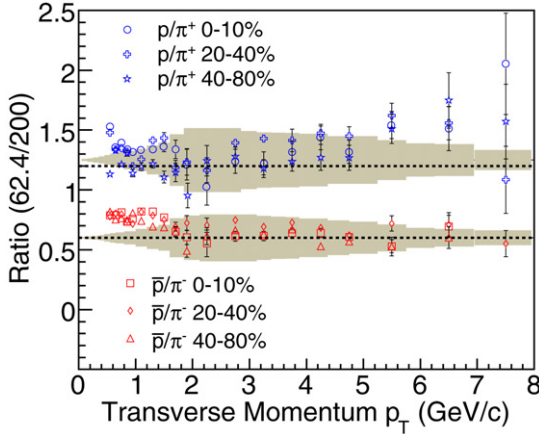 2.5
2
1.5
1
0.5
0
p/π⁺ 0-10%
p/π⁺ 20-40%
p/π⁺ 40-80%
p̅/π⁻ 0-10%
p̅/π⁻ 20-40%
p̅/π⁻ 40-80%
Ratio (62.4/200)
0 1 2 3 4 5 6 7 8
Transverse Momentum p_T (GeV/c)